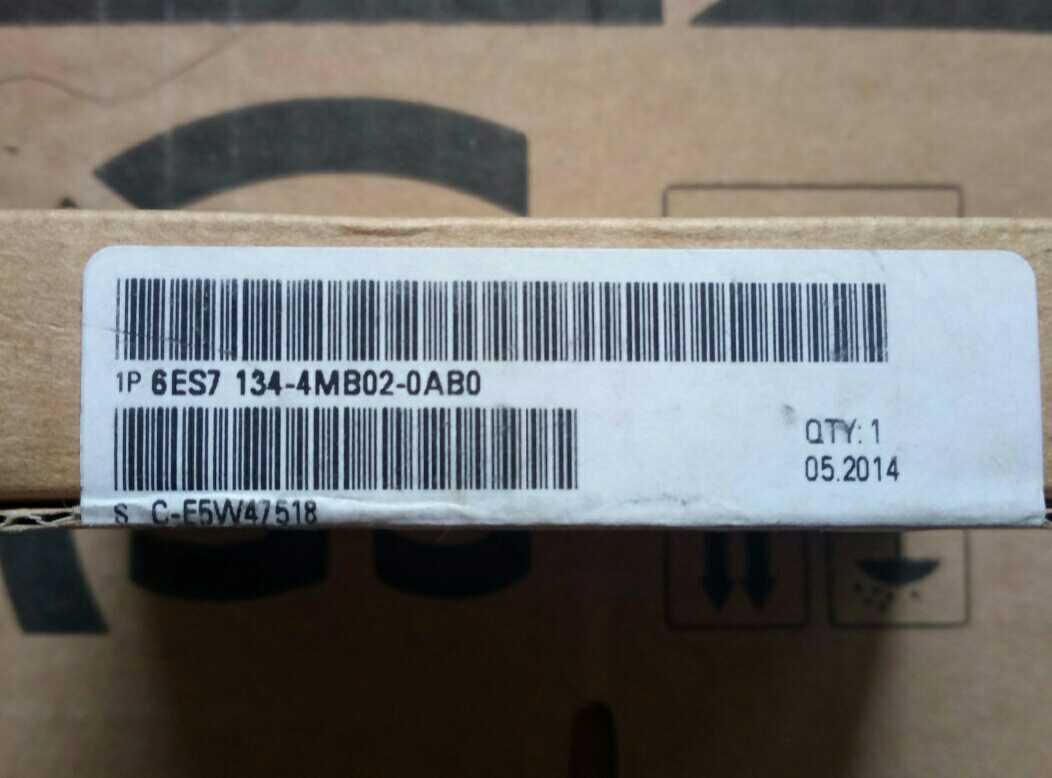 1P 6ES7 134-4MB02-0AB0
QTY: 1
05.2014
S C-E5W47518